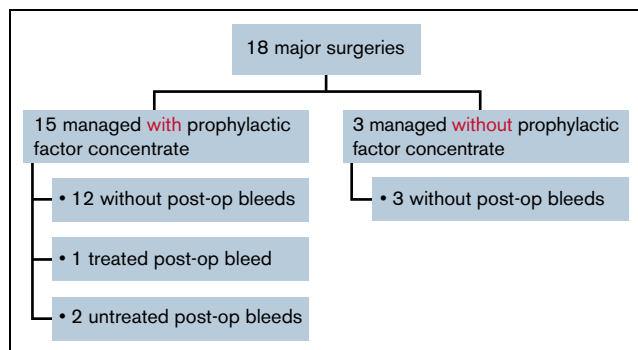 18 major surgeries
15 managed with prophylactic
factor concentrate
3 managed without prophylactic
factor concentrate
• 12 without post-op bleeds
• 3 without post-op bleeds
• 1 treated post-op bleed
• 2 untreated post-op bleeds